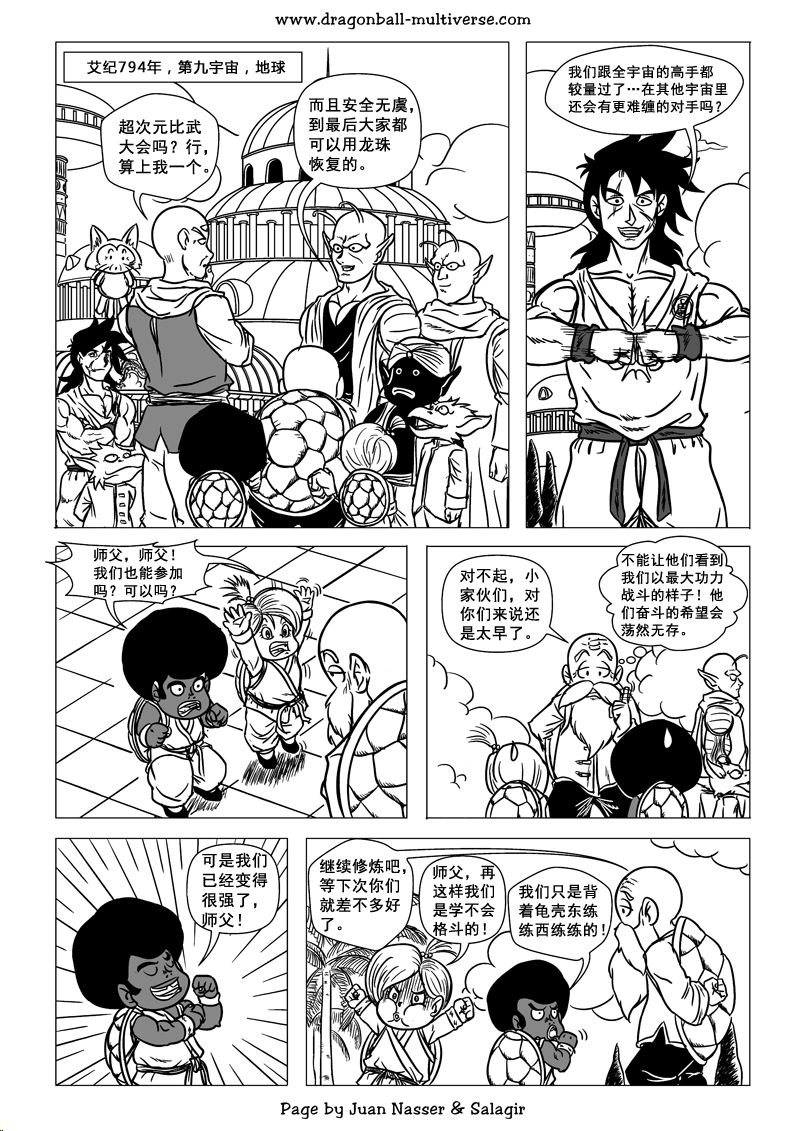 www.dragonball-multiverse.com
艾纪794年，第九宇宙，地球
超次元比武
大会吗？行，
算上我一个。
而且安全无虞，
到最后大家都
可以用龙珠
恢复的。
我们跟全宇宙的高手都
较量过了…在其他宇宙里
还会有更难缠的对手吗？
师父，师父！
我们也能参加
吗？可以吗？
对不起，小
家伙们，对
你们来说还
是太早了。
不能让他们看到
我们以最大功力
战斗的样子！他
们奋斗的希望会
荡然无存。
可是我们
已经变得
很强了，
师父！
继续修炼吧，
等下次你们
就差不多好
了。
师父，再
这样我们
是学不会
格斗的！
我们只是背
着龟壳东练
练西练练的！
Page by Juan Nasser & Salagir